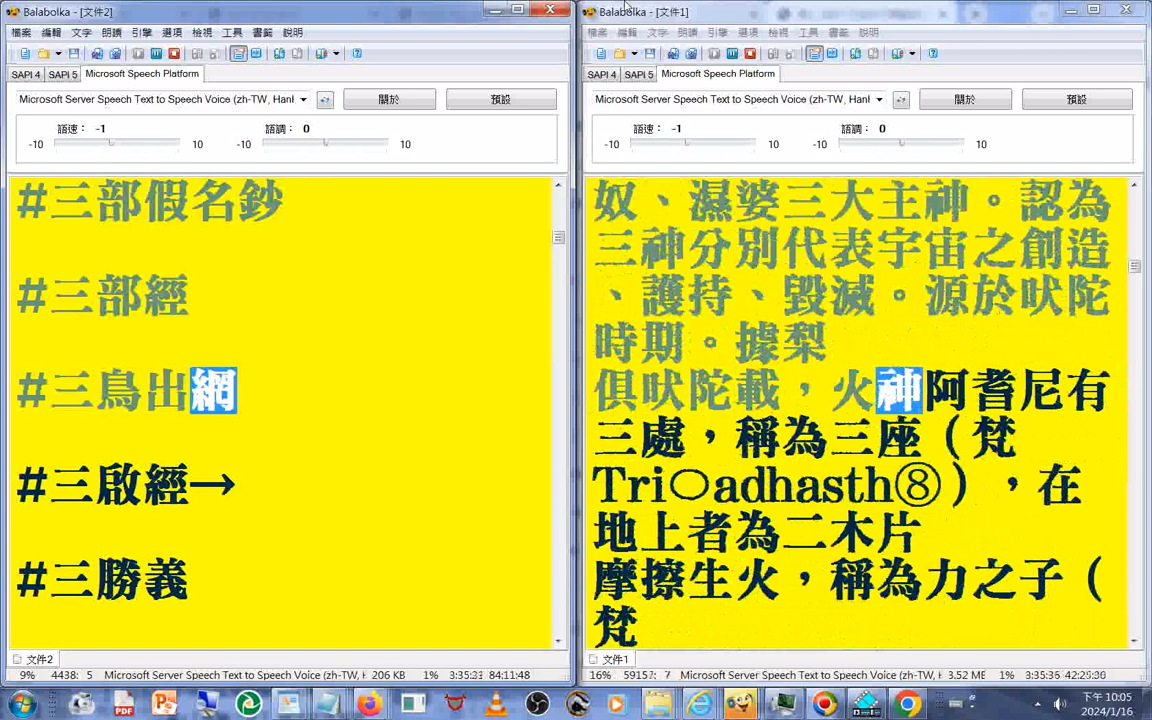 Balabolka - [文件2]
檔案 編輯 文字 朗讀 引擎 選項 檢視 工具 書籤 說明
SAPI 4 SAPI 5 Microsoft Speech Platform
Microsoft Server Speech Text to Speech Voice (zh-TW, Hanl
關於 預設
語速： -1 語調： 0
-10 10 -10 10
#三部假名鈔
#三部經
#三鳥出網
#三啟經→
#三勝義
文件2
9% 4438: 5 Microsoft Server Speech Text to Speech Voice (zh-TW, H 206 KB 1% 3:35:23 84:11:48
Balabolka - [文件1]
檔案 編輯 文字 朗讀 引擎 選項 檢視 工具 書籤 說明
SAPI 4 SAPI 5 Microsoft Speech Platform
Microsoft Server Speech Text to Speech Voice (zh-TW, Hanl
關於 預設
語速： -1 語調： 0
-10 10 -10 10
奴、濕婆三大主神。認為
三神分別代表宇宙之創造
、護持、毀滅。源於吠陀
時期。據梨
俱吠陀載，火神阿耆尼有
三處，稱為三座（梵
Tri○adhasth⑧），在
地上者為二木片
摩擦生火，稱為力之子（
梵
文件1
16% 59157: 7 Microsoft Server Speech Text to Speech Voice (zh-TW, H 3.52 MB 1% 3:35:36
下午 10:05
2024/1/16